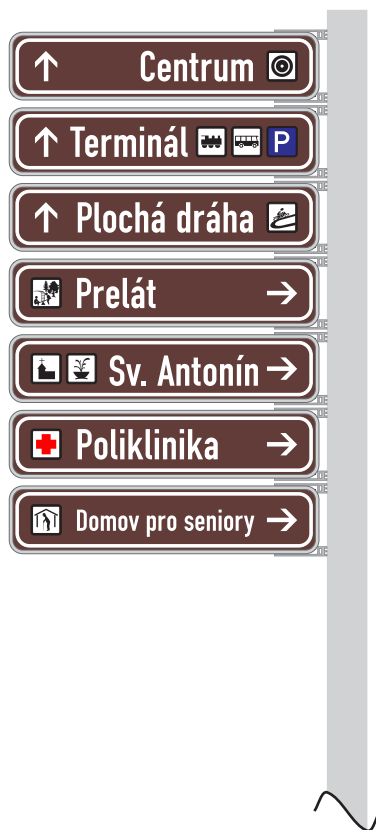 Centrum
Terminál P
Plochá dráha
Prelát
Sv. Antonín
Poliklinika
Domov pro seniory